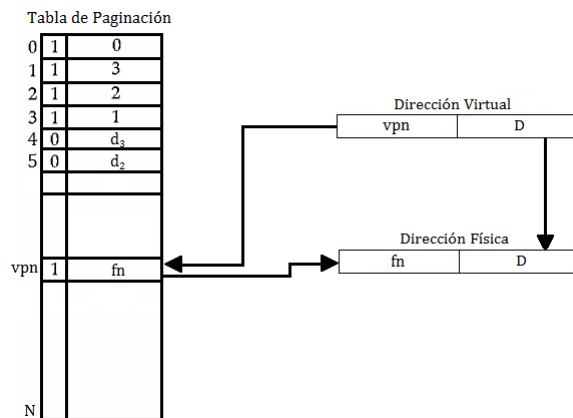 Tabla de Paginación
0 1 0
1 1 3
2 1 2
3 1 1
4 0 d₃
5 0 d₂
Dirección Virtual
vpn D
Dirección Física
vpn 1 fn
fn D
N